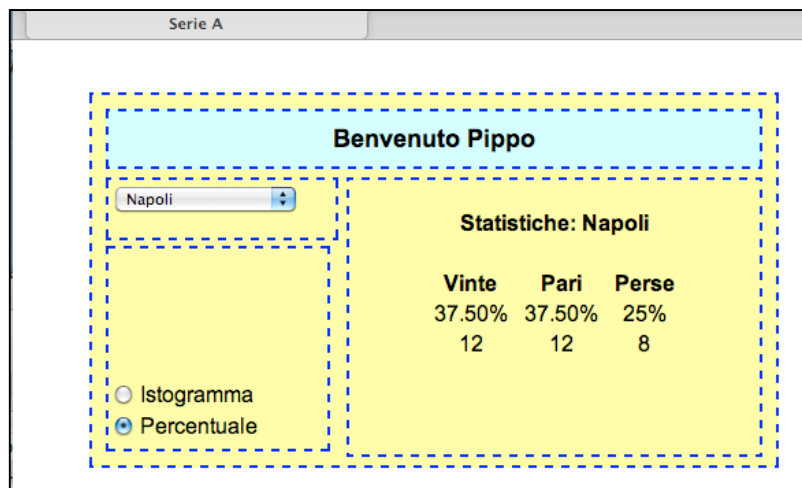 Serie A
Benvenuto Pippo
Napoli
Statistiche: Napoli
Vinte Pari Perse
37.50% 37.50% 25%
12 12 8
Istogramma
Percentuale